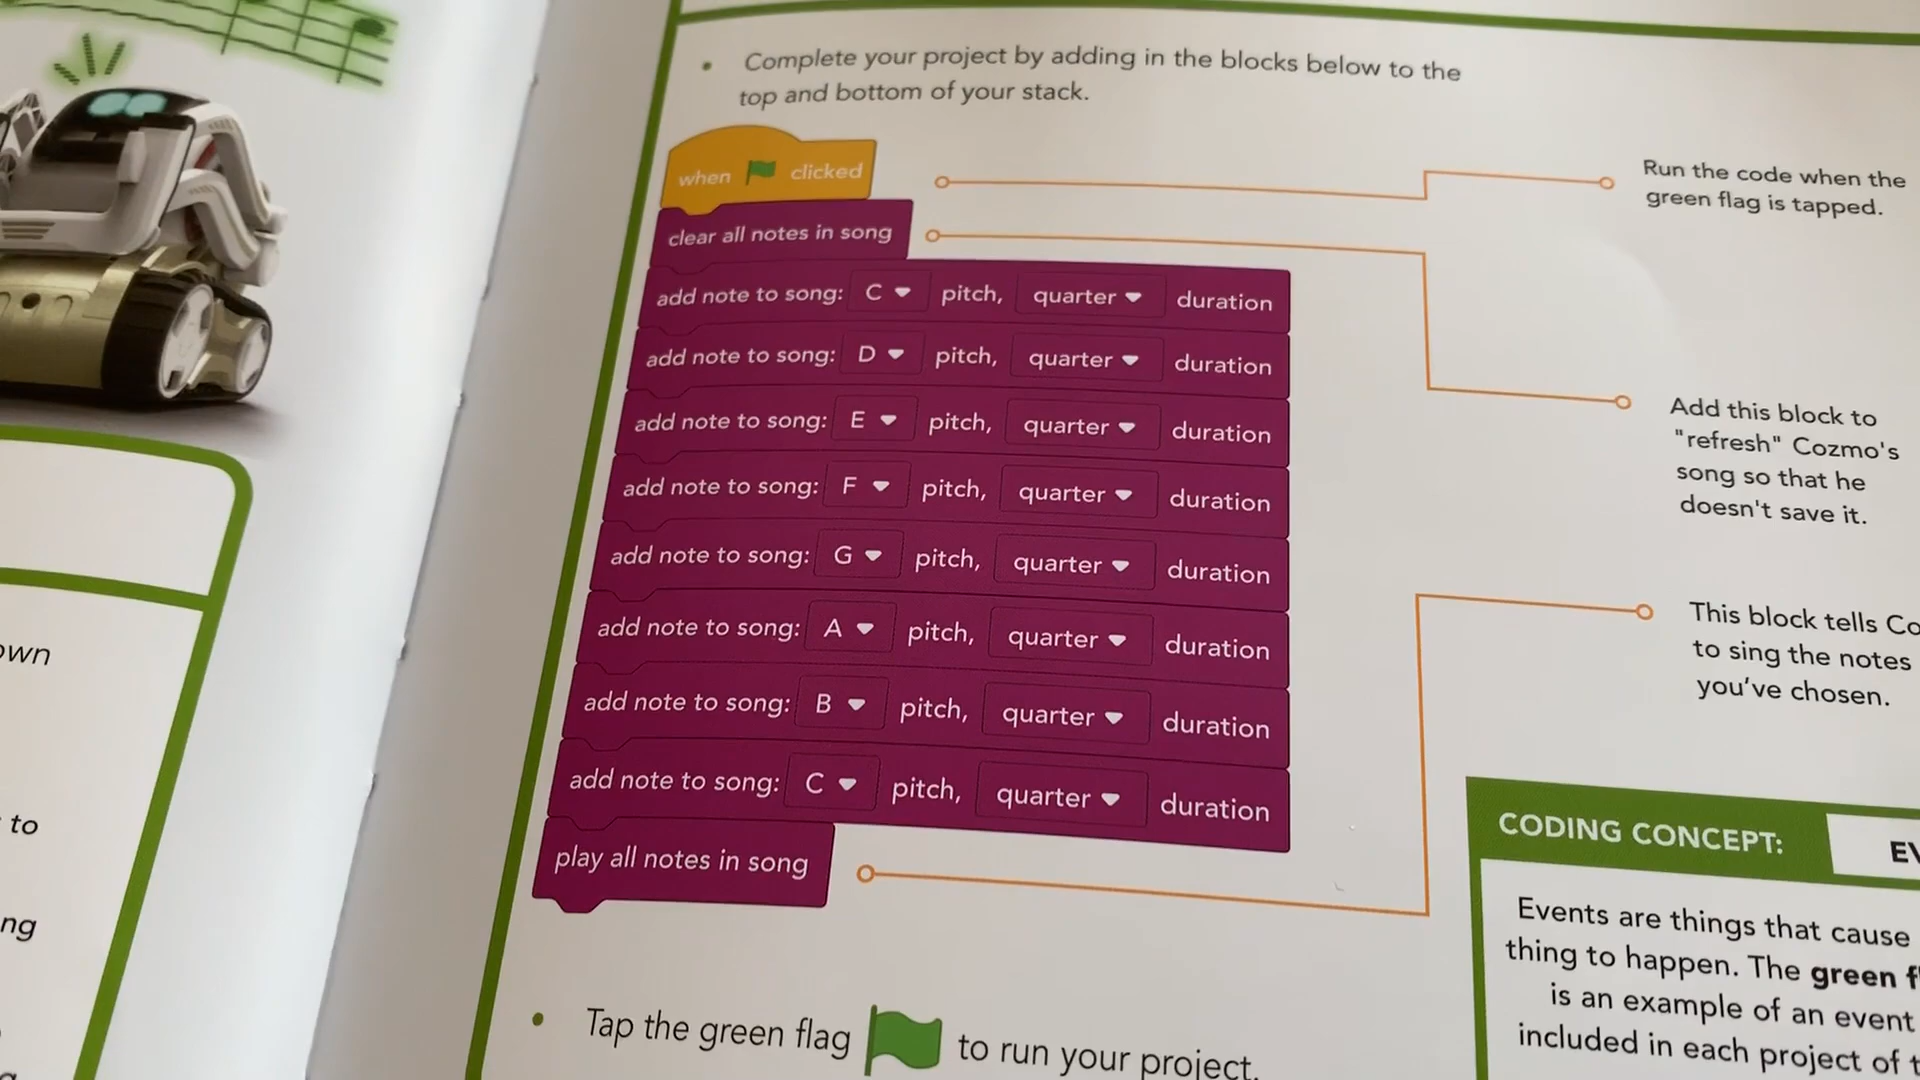 own
to
ng
Complete your project by adding in the blocks below to the
top and bottom of your stack.
when clicked
clear all notes in song
add note to song: C pitch, quarter duration
add note to song: D pitch, quarter duration
add note to song: E pitch, quarter duration
add note to song: F pitch, quarter duration
add note to song: G pitch, quarter duration
add note to song: A pitch, quarter duration
add note to song: B pitch, quarter duration
add note to song: C pitch, quarter duration
play all notes in song
Run the code when the
green flag is tapped.
Add this block to
"refresh" Cozmo's
song so that he
doesn't save it.
This block tells Co
to sing the notes
you've chosen.
CODING CONCEPT: EV
Events are things that cause
thing to happen. The green f
is an example of an event
included in each project of t
Tap the green flag to run your project.